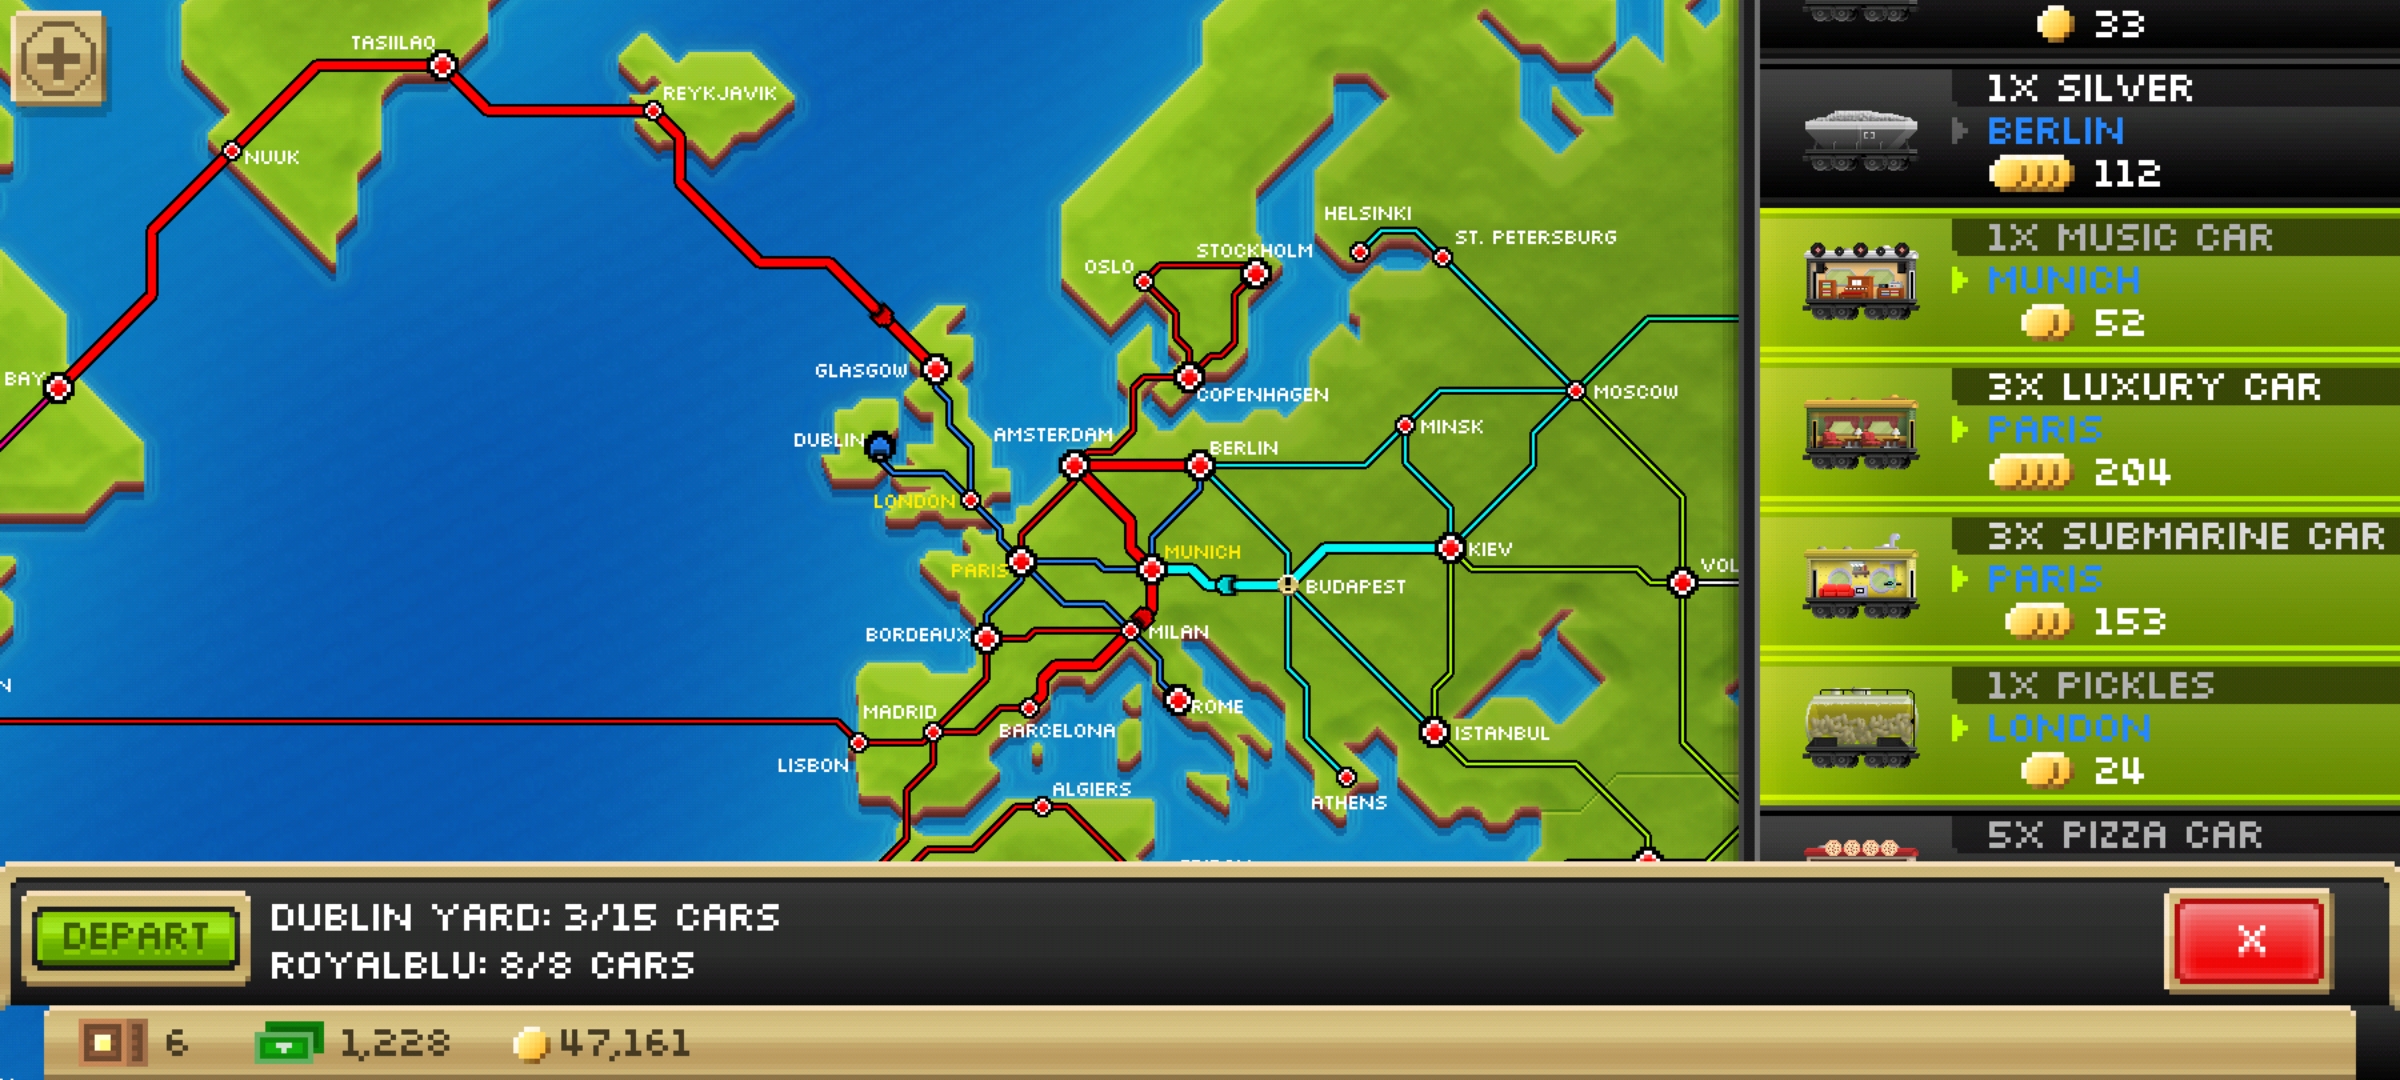 TASIILAQ
REYKJAVIK
NUUK
HELSINKI
ST. PETERSBURG
STOCKHOLM
OSLO
GLASGOW
BAY
COPENHAGEN
MOSCOW
MINSK
DUBLIN
AMSTERDAM
BERLIN
LONDON
MUNICH
KIEV
PARIS
BUDAPEST
VOL
BORDEAUX
MILAN
N
MADRID
ROME
BARCELONA
ISTANBUL
LISBON
ALGIERS
ATHENS
33
1X SILVER
BERLIN
112
1X MUSIC CAR
MUNICH
52
3X LUXURY CAR
PARIS
204
3X SUBMARINE CAR
PARIS
153
1X PICKLES
LONDON
24
5X PIZZA CAR
DEPART
DUBLIN YARD: 3/15 CARS
ROYALBLU: 8/8 CARS
X
6
1,228
47,161